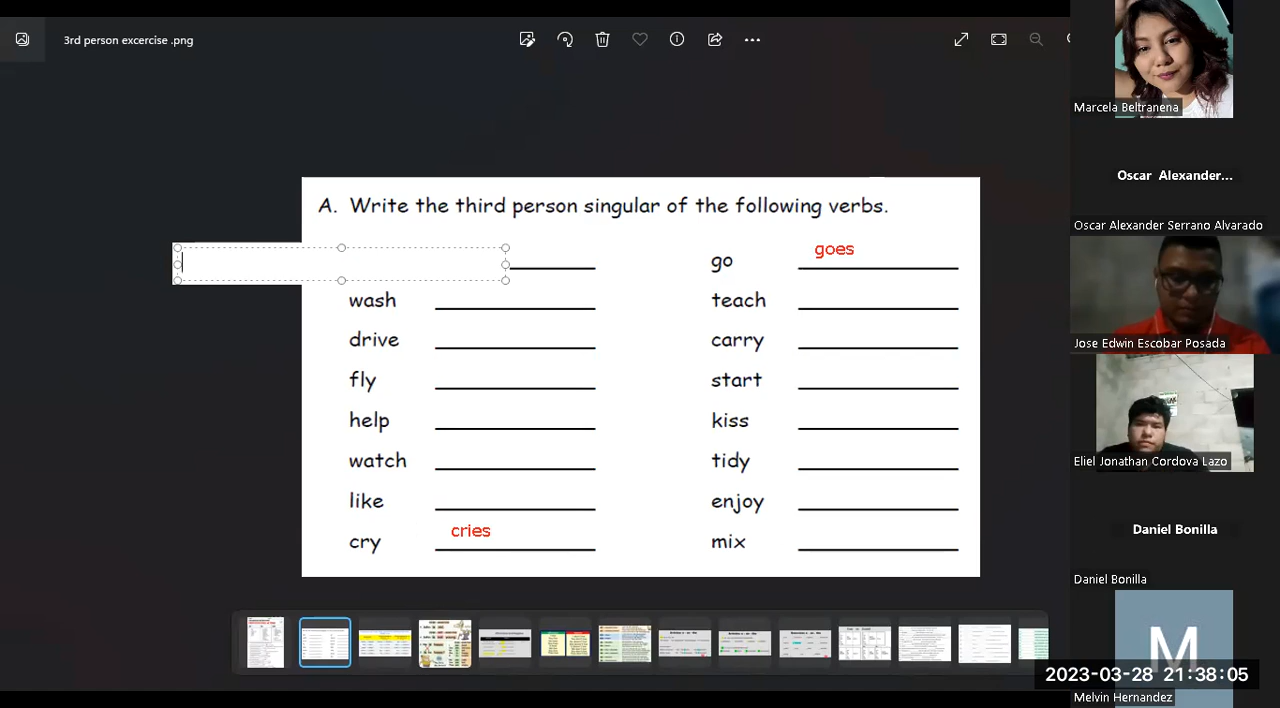 3rd person excercise .png
Marcela Beltranena
A. Write the third person singular of the following verbs.
Oscar Alexander...
Oscar Alexander Serrano Alvarado
go goes
wash
teach
drive
carry
fly
start
help
kiss
watch
tidy
like
enjoy
cry cries
mix
Jose Edwin Escobar Posada
Eliel Jonathan Cordova Lazo
Daniel Bonilla
Daniel Bonilla
M
2023-03-28 21:38:05
Melvin Hernandez